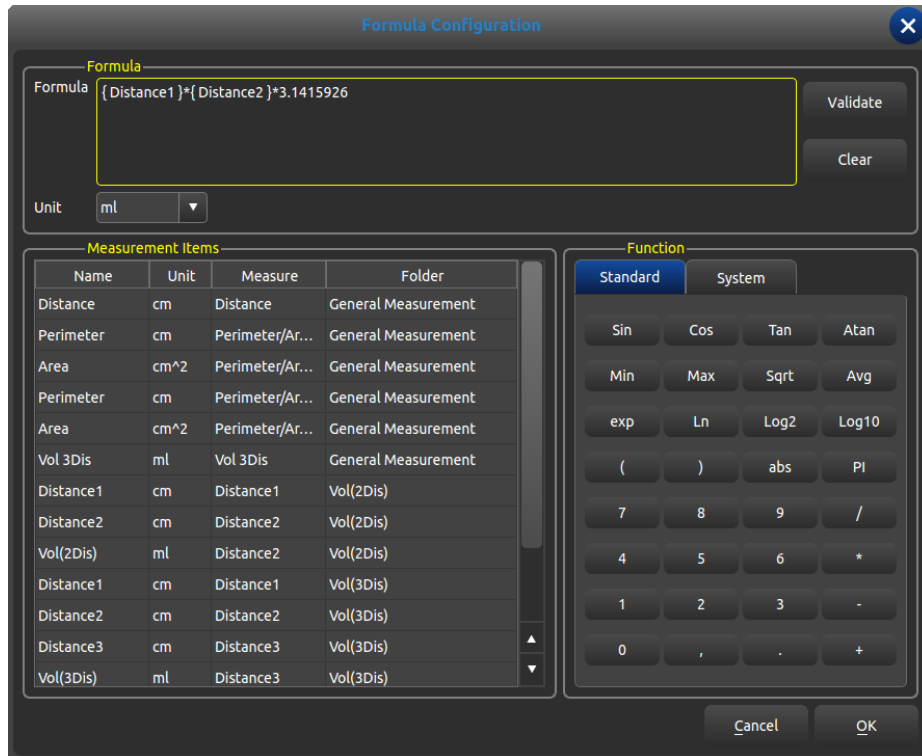 Formula Configuration
Formula
Formula
{ Distance1 }*{ Distance2 }*3.1415926
Validate
Clear
Unit ml
Measurement Items
Name Unit Measure Folder
Distance cm Distance General Measurement
Perimeter cm Perimeter/Ar... General Measurement
Area cm^2 Perimeter/Ar... General Measurement
Perimeter cm Perimeter/Ar... General Measurement
Area cm^2 Perimeter/Ar... General Measurement
Vol 3Dis ml Vol 3Dis General Measurement
Distance1 cm Distance1 Vol(2Dis)
Distance2 cm Distance2 Vol(2Dis)
Vol(2Dis) ml Distance2 Vol(2Dis)
Distance1 cm Distance1 Vol(3Dis)
Distance2 cm Distance2 Vol(3Dis)
Distance3 cm Distance3 Vol(3Dis)
Vol(3Dis) ml Distance3 Vol(3Dis)
Function
Standard System
Sin Cos Tan Atan
Min Max Sqrt Avg
exp Ln Log2 Log10
( ) abs PI
7 8 9 /
4 5 6 *
1 2 3 -
0 , . +
Cancel OK